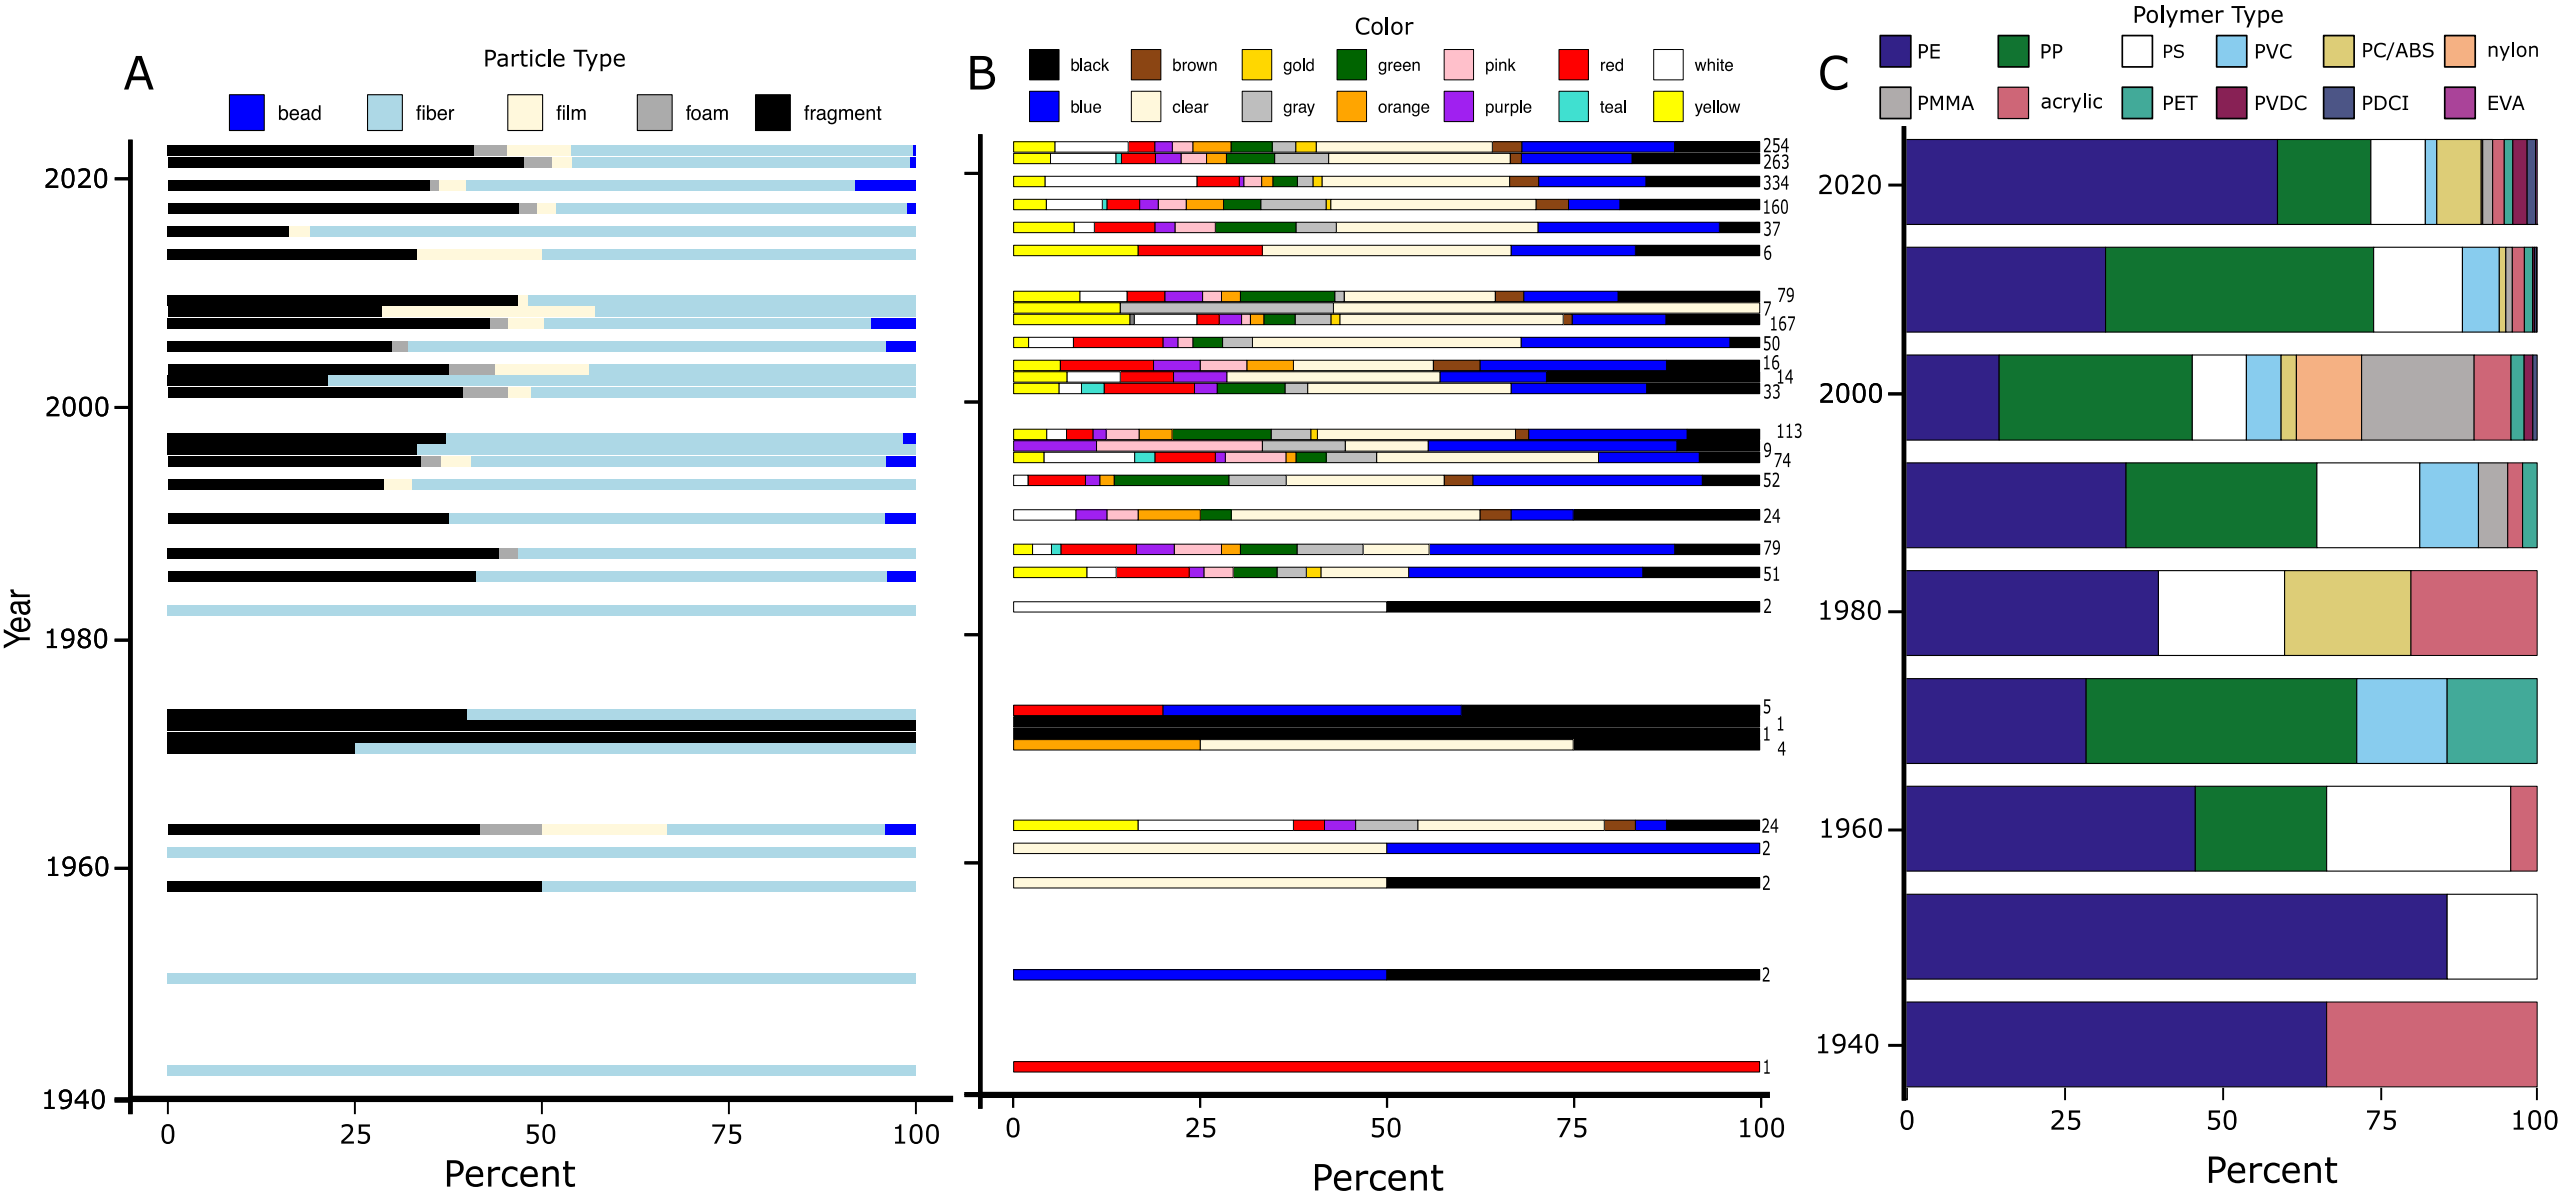 A
Particle Type
bead fiber film foam fragment
Year
2020
2000
1980
1960
1940
0 25 50 75 100
Percent
B
Color
black brown gold green pink red white
blue clear gray orange purple teal yellow
254
263
334
160
37
6
79
7
167
50
16
14
33
113
9
74
52
24
79
51
2
5
1
1
4
24
2
2
2
1
0 25 50 75 100
Percent
C
Polymer Type
PE PP PS PVC PC/ABS nylon
PMMA acrylic PET PVDC PDCI EVA
2020
2000
1980
1960
1940
0 25 50 75 100
Percent